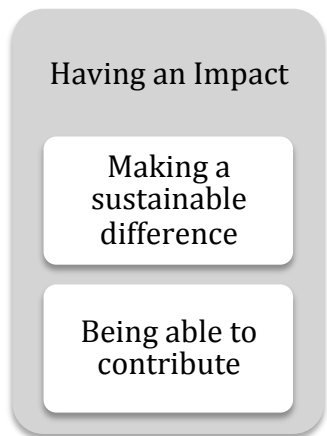 Having an Impact
Making a
sustainable
difference
Being able to
contribute